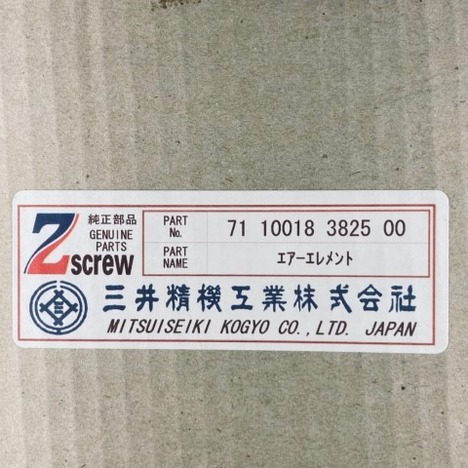 Z screw
純正部品
GENUINE
PARTS
PART No. 71 10018 3825 00
PART NAME エアーエレメント
三井精機工業株式会社
MITSUISEIKI KOGYO CO., LTD. JAPAN